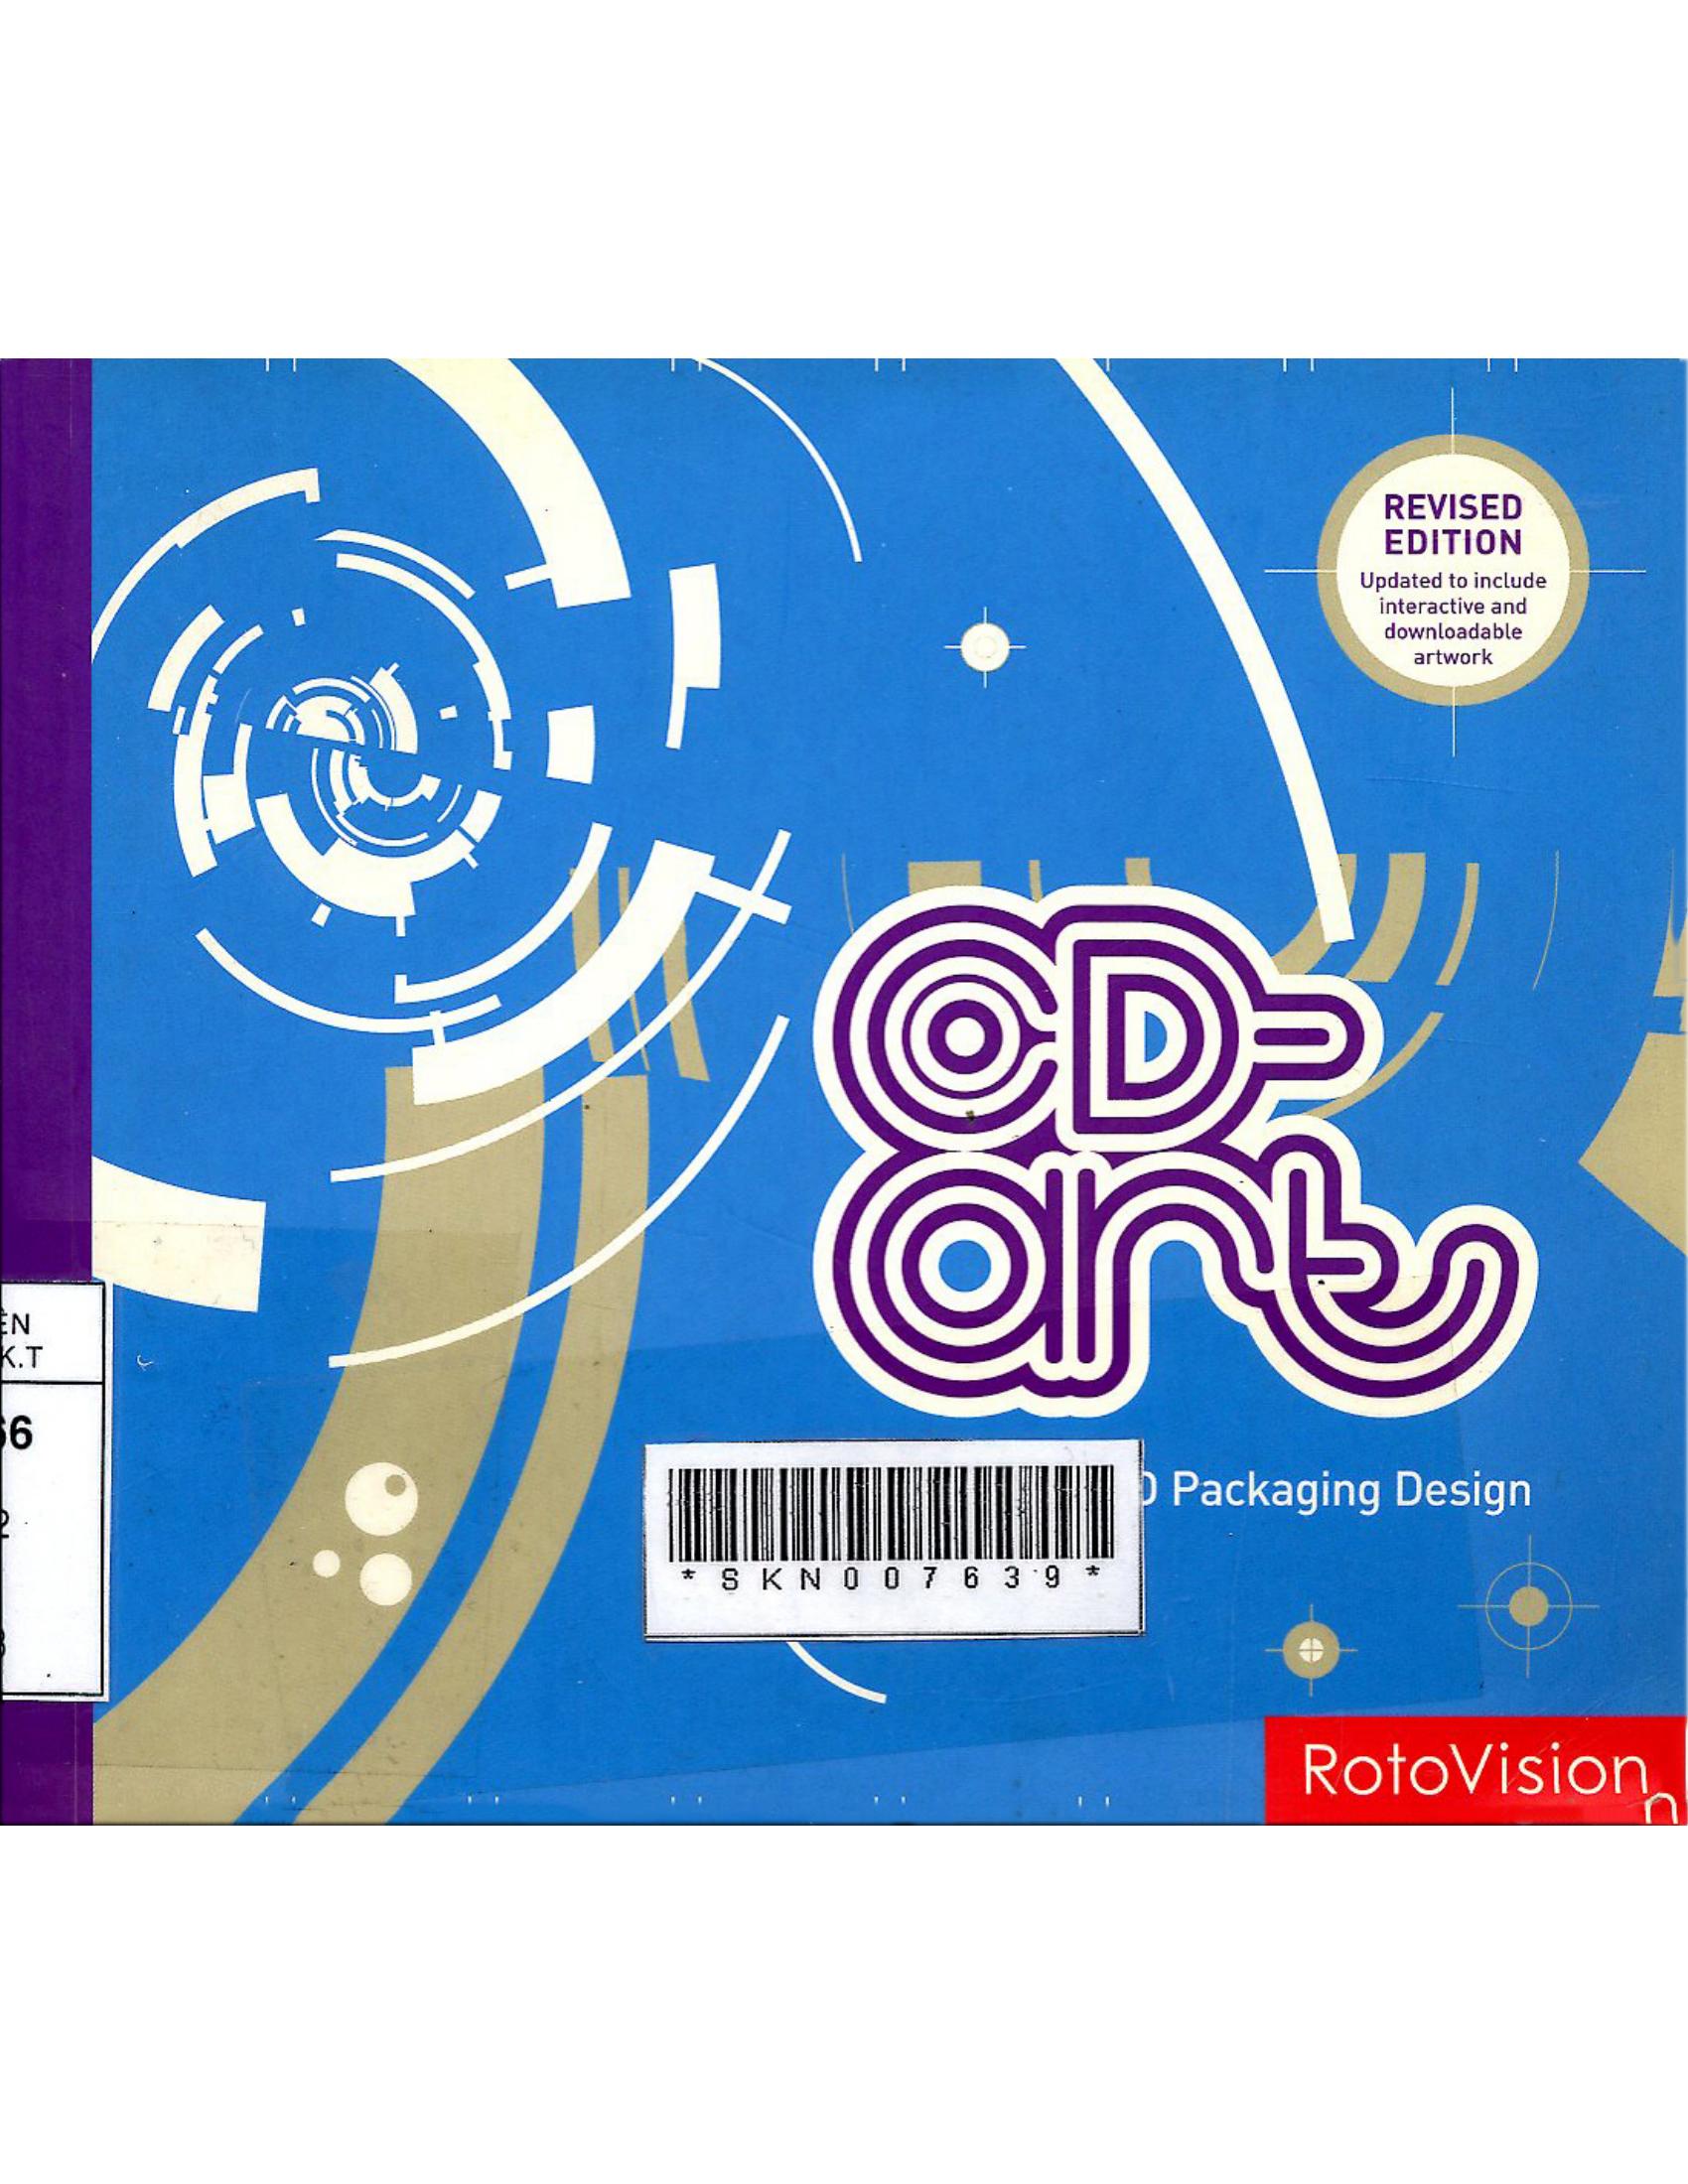 REVISED
EDITION
Updated to include
interactive and
downloadable
artwork
CD-
art
Packaging Design
*SKN007639*
K.T
RotoVision